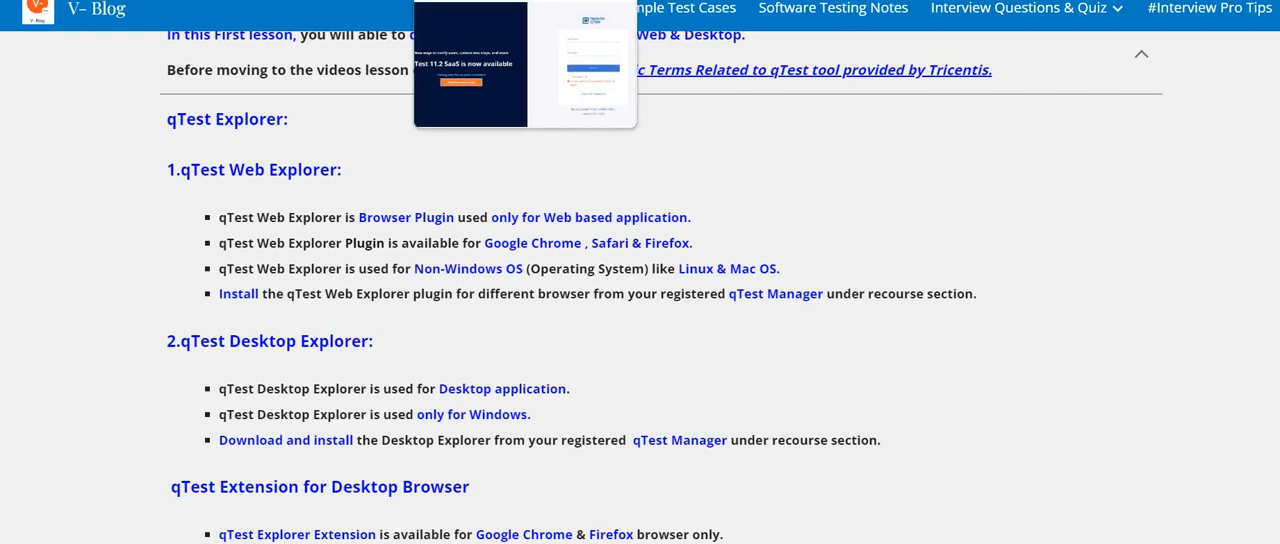 V- Blog
mple Test Cases
Software Testing Notes
Interview Questions & Quiz
#Interview Pro Tips
In this First lesson, you will able to
Web & Desktop.
Before moving to the videos lesson
c Terms Related to qTest tool provided by Tricentis.
Test 11.2 SaaS is now available
qTest Explorer:
1.qTest Web Explorer:
qTest Web Explorer is Browser Plugin used only for Web based application.
qTest Web Explorer Plugin is available for Google Chrome , Safari & Firefox.
qTest Web Explorer is used for Non-Windows OS (Operating System) like Linux & Mac OS.
Install the qTest Web Explorer plugin for different browser from your registered qTest Manager under recourse section.
2.qTest Desktop Explorer:
qTest Desktop Explorer is used for Desktop application.
qTest Desktop Explorer is used only for Windows.
Download and install the Desktop Explorer from your registered qTest Manager under recourse section.
qTest Extension for Desktop Browser
qTest Explorer Extension is available for Google Chrome & Firefox browser only.